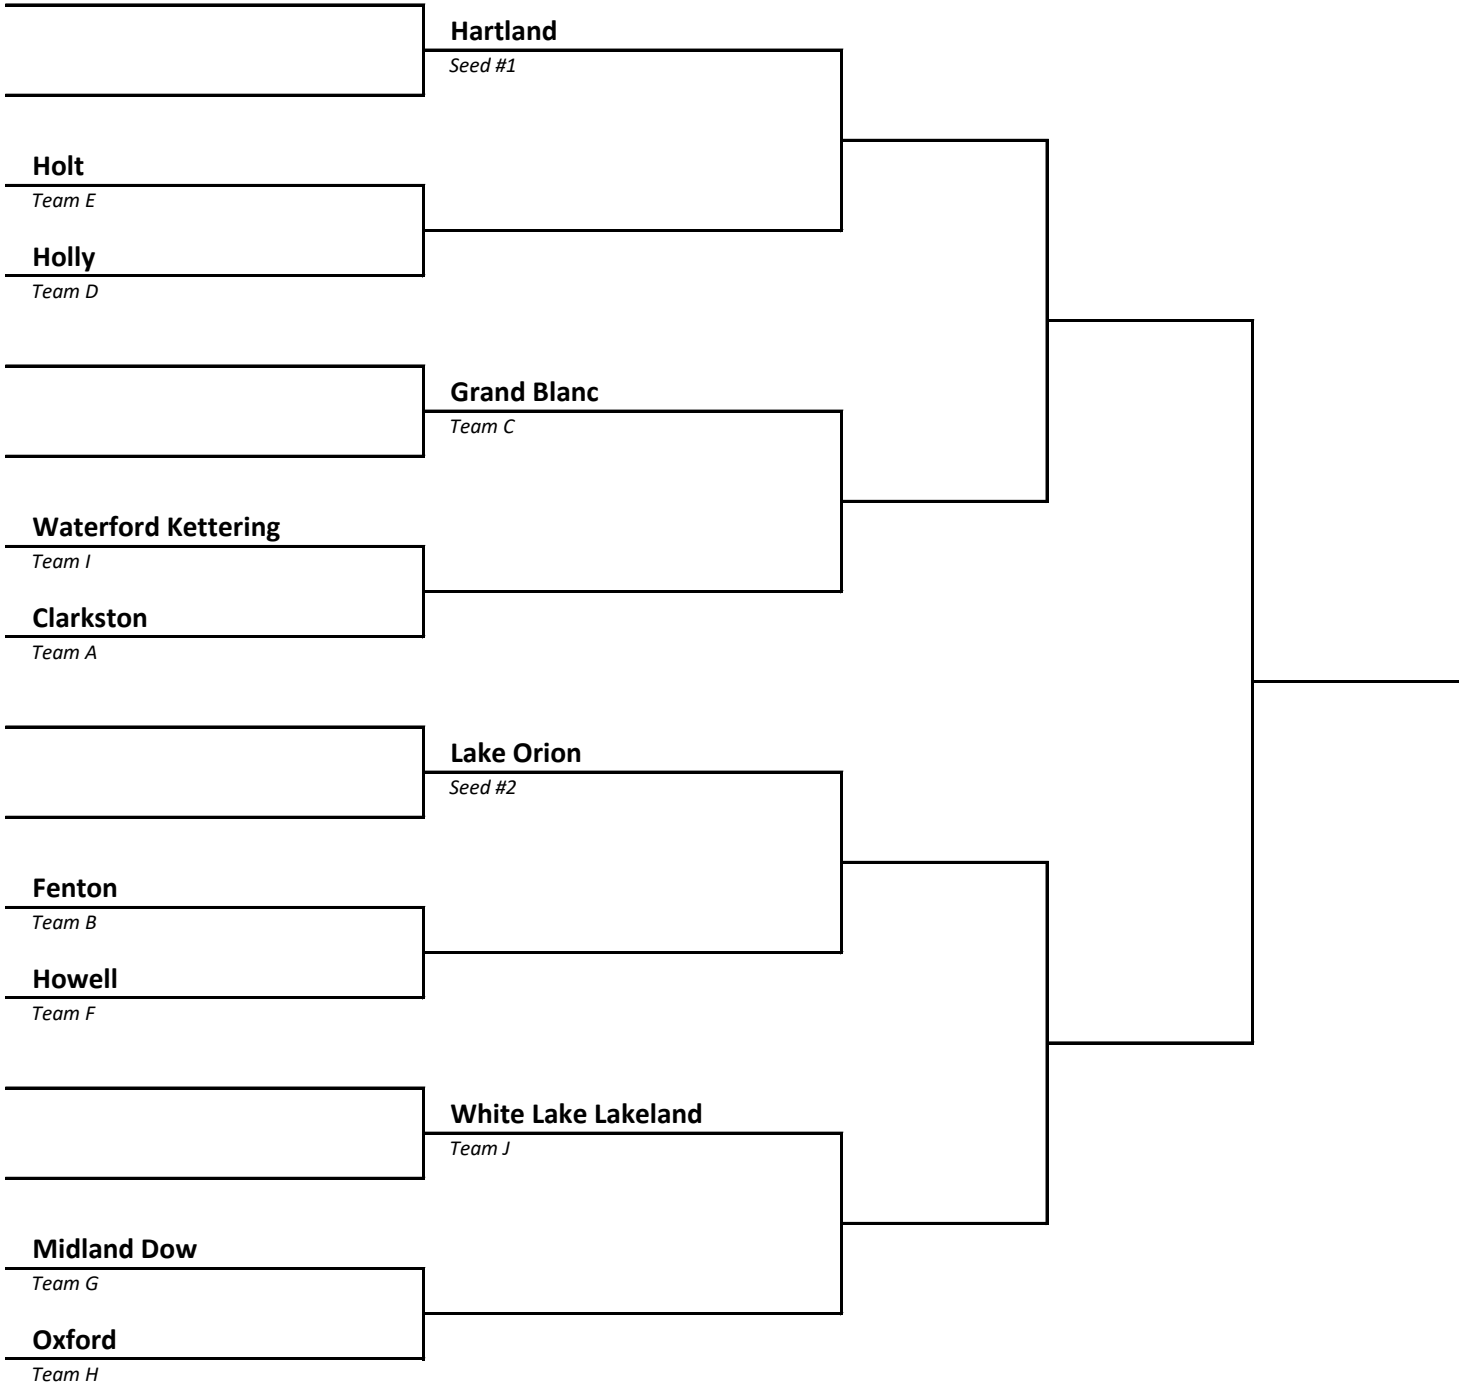 Hartland
Seed #1
Holt
Team E
Holly
Team D
Grand Blanc
Team C
Waterford Kettering
Team I
Clarkston
Team A
Lake Orion
Seed #2
Fenton
Team B
Howell
Team F
White Lake Lakeland
Team J
Midland Dow
Team G
Oxford
Team H